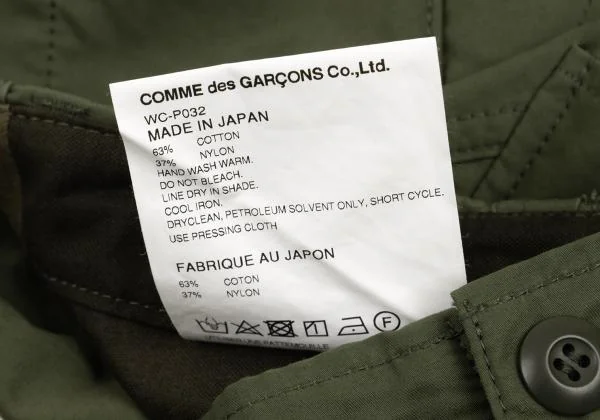 COMME des GARÇONS Co.,Ltd.
WC-P032
MADE IN JAPAN
63% COTTON
37% NYLON
HAND WASH WARM.
DO NOT BLEACH.
LINE DRY IN SHADE.
COOL IRON.
DRYCLEAN, PETROLEUM SOLVENT ONLY, SHORT CYCLE.
USE PRESSING CLOTH
FABRIQUE AU JAPON
63% COTON
37% NYLON
F